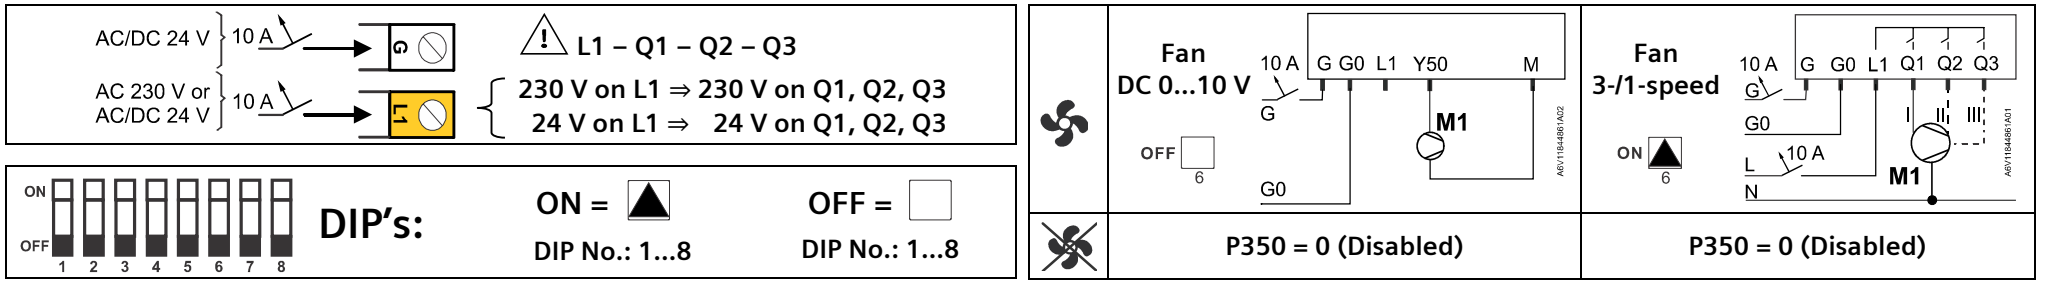 AC/DC 24 V
10 A
G
AC 230 V or
AC/DC 24 V
10 A
L1
! L1 – Q1 – Q2 – Q3
230 V on L1 ⇒ 230 V on Q1, Q2, Q3
24 V on L1 ⇒ 24 V on Q1, Q2, Q3
ON
OFF
1 2 3 4 5 6 7 8
DIP's:
ON =
DIP No.: 1...8
OFF =
DIP No.: 1...8
Fan
DC 0...10 V
OFF
6
10 A G G0 L1 Y50 M
G
M1
G0
A6V11844861A02
Fan
3-/1-speed
ON
6
10 A G G0 L1 Q1 Q2 Q3
G
G0
I II III
L
10 A
N
M1
A6V11844861A01
P350 = 0 (Disabled)
P350 = 0 (Disabled)